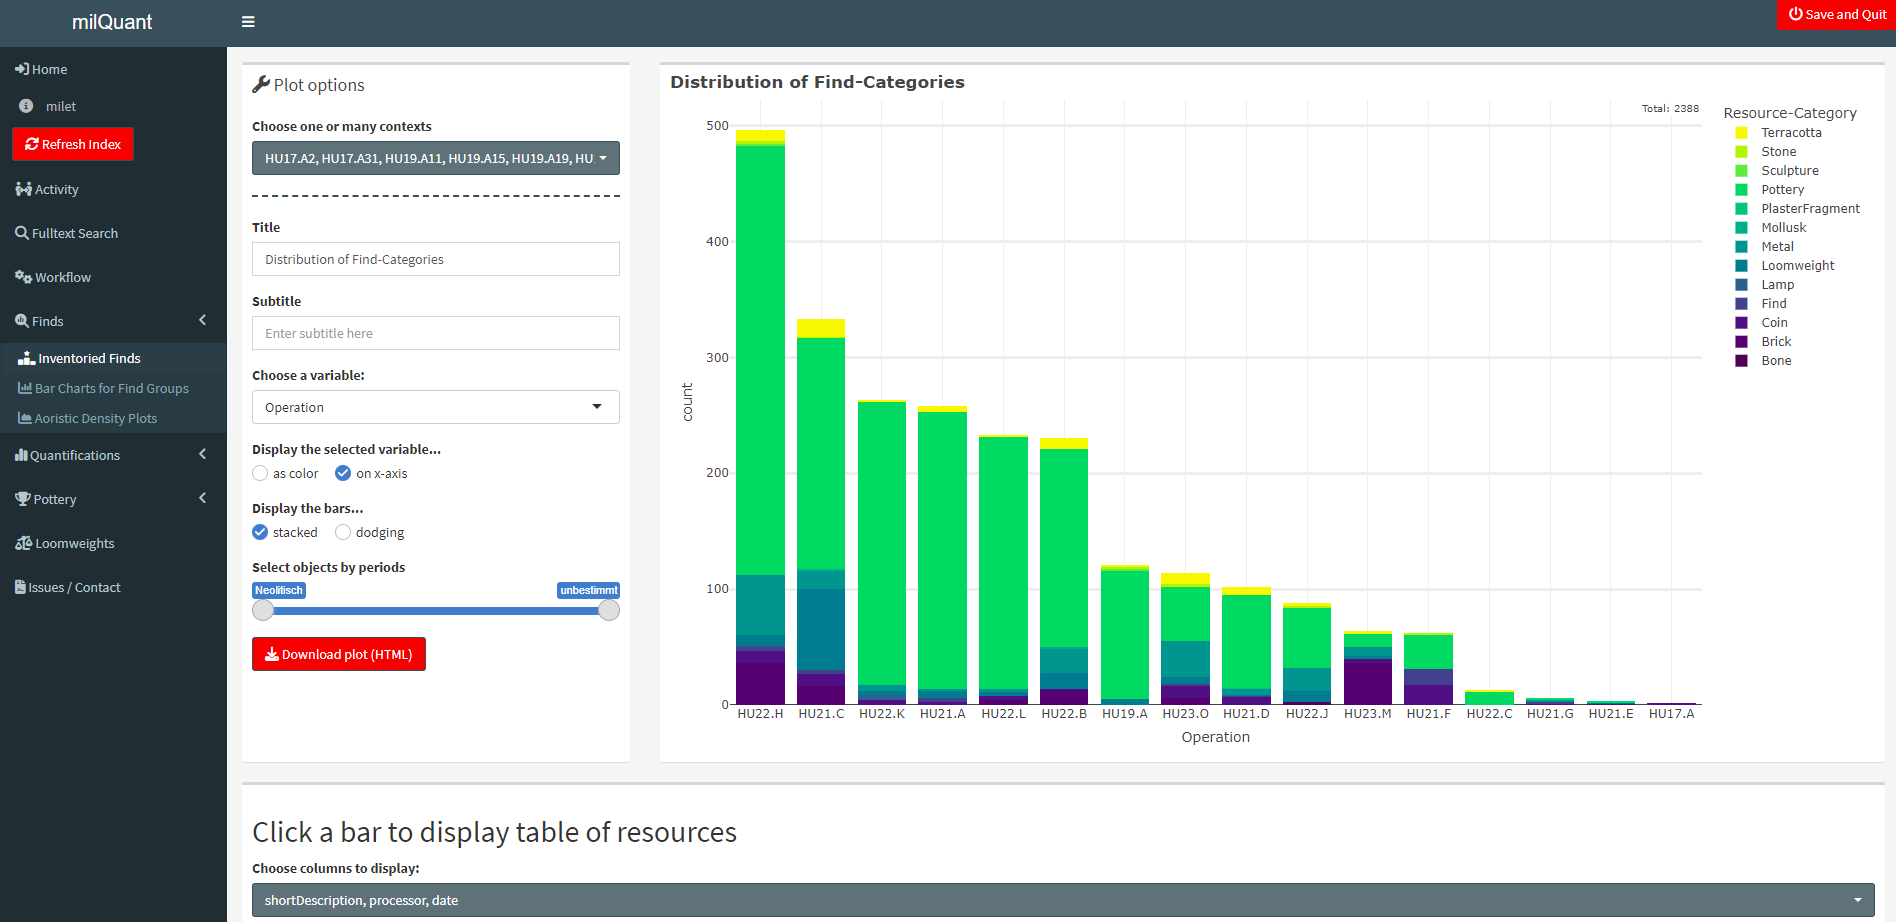 milQuant
Save and Quit
Home
milet
Refresh Index
Activity
Fulltext Search
Workflow
Finds
Inventoried Finds
Bar Charts for Find Groups
Aoristic Density Plots
Quantifications
Pottery
Loomweights
Issues / Contact
Plot options
Choose one or many contexts
HU17.A2, HU17.A31, HU19.A11, HU19.A15, HU19.A19, HU
Title
Distribution of Find-Categories
Subtitle
Enter subtitle here
Choose a variable:
Operation
Display the selected variable...
as color on x-axis
Display the bars...
stacked dodging
Select objects by periods
Neolitisch unbestimmt
Download plot (HTML)
Distribution of Find-Categories
Total: 2388
500
400
300
200
100
0
count
HU22.H HU21.C HU22.K HU21.A HU22.L HU22.B HU19.A HU23.O HU21.D HU22.J HU23.M HU21.F HU22.C HU21.G HU21.E HU17.A
Operation
Resource-Category
Terracotta
Stone
Sculpture
Pottery
PlasterFragment
Mollusk
Metal
Loomweight
Lamp
Find
Coin
Brick
Bone
Click a bar to display table of resources
Choose columns to display:
shortDescription, processor, date